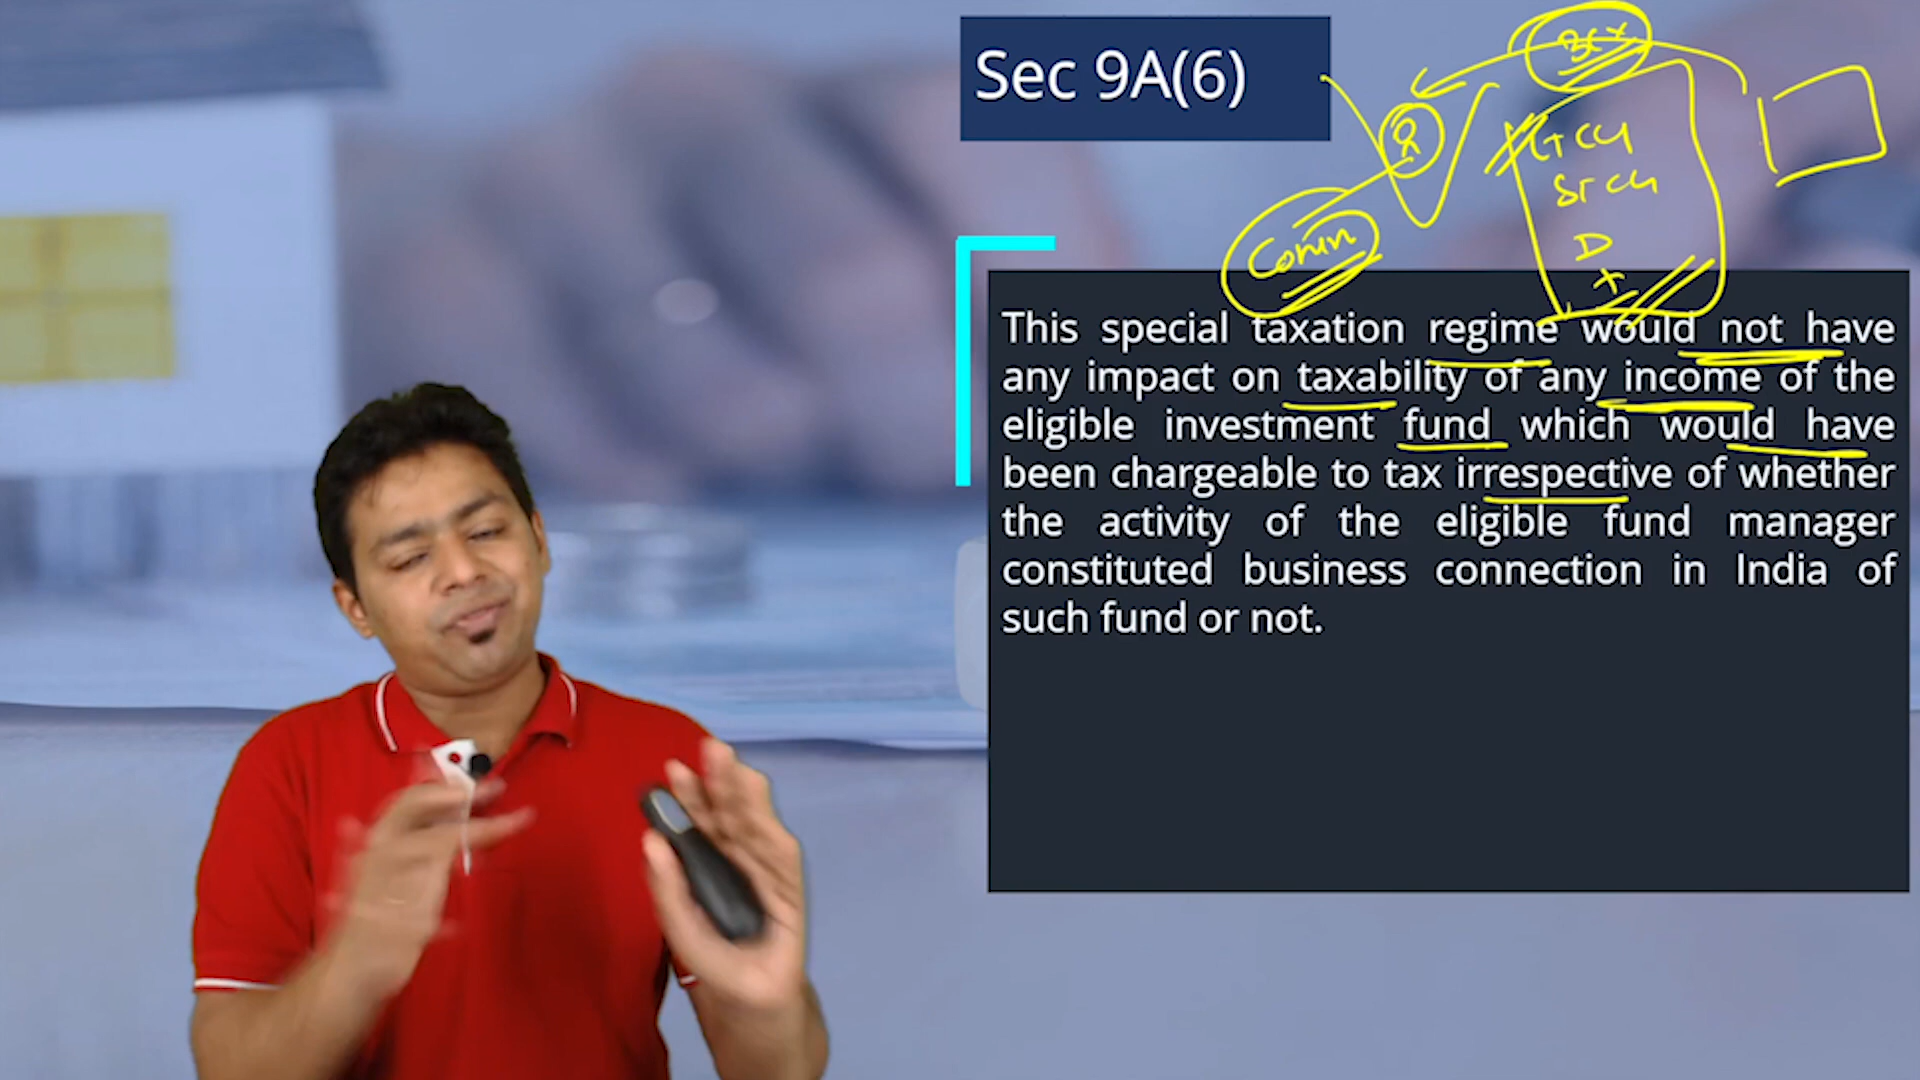 Sec 9A(6)
LTCG
STCG
D
Comm
This special taxation regime would not have
any impact on taxability of any income of the
eligible investment fund which would have
been chargeable to tax irrespective of whether
the activity of the eligible fund manager
constituted business connection in India of
such fund or not.